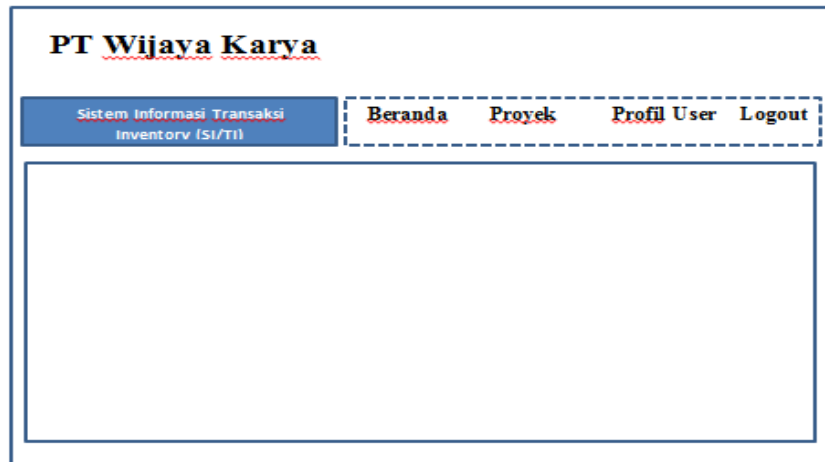 PT Wijaya Karya
Sistem Informasi Transaksi
Inventory (SI/TI)
Beranda Proyek Profil User Logout